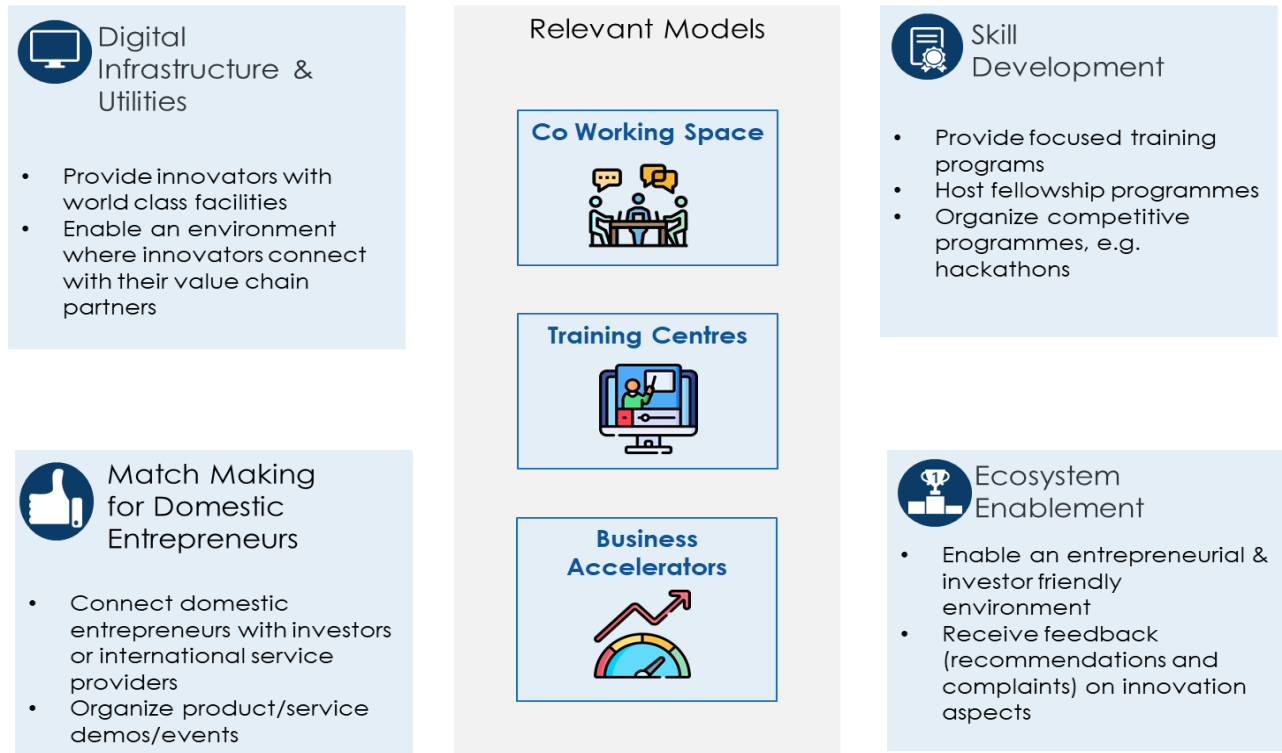 Digital
Infrastructure &
Utilities
• Provide innovators with
world class facilities
• Enable an environment
where innovators connect
with their value chain
partners
Match Making
for Domestic
Entrepreneurs
• Connect domestic
entrepreneurs with investors
or international service
providers
• Organize product/service
demos/events
Relevant Models
Co Working Space
Training Centres
Business
Accelerators
Skill
Development
• Provide focused training
programs
• Host fellowship programmes
• Organize competitive
programmes, e.g.
hackathons
1
Ecosystem
Enablement
• Enable an entrepreneurial &
investor friendly
environment
• Receive feedback
(recommendations and
complaints) on innovation
aspects